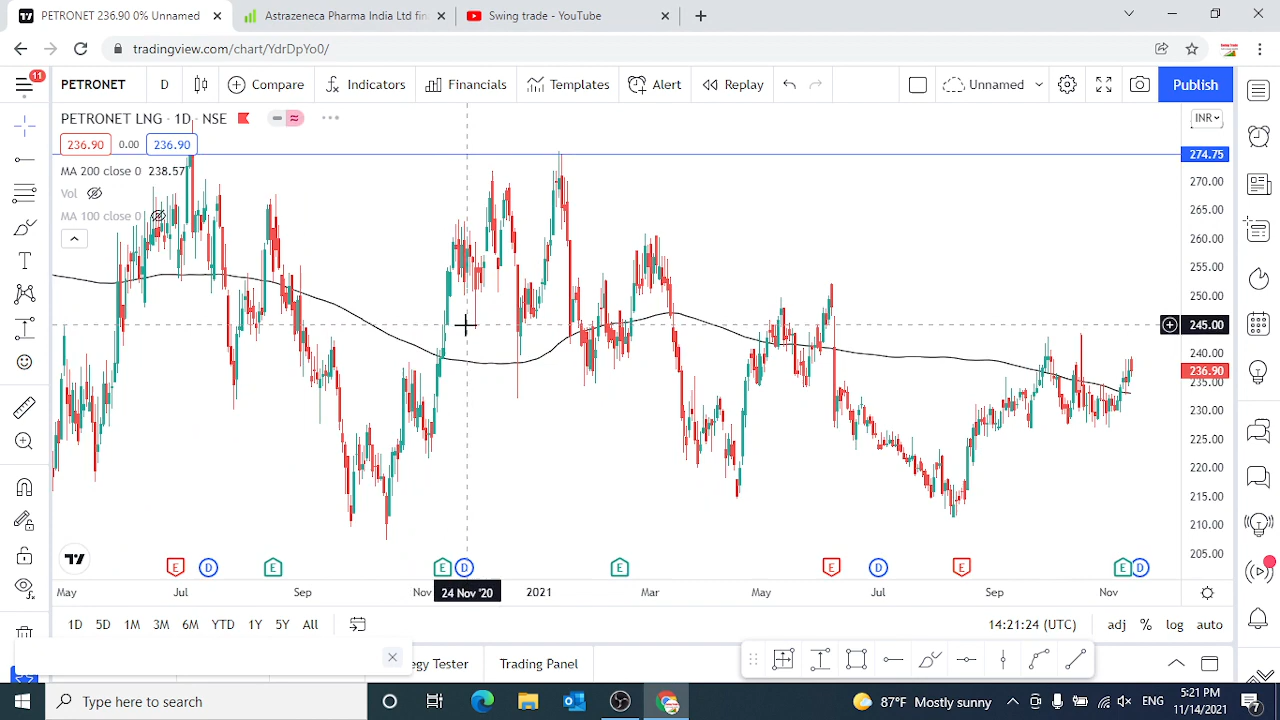 PETRONET 236.90 0% Unnamed
Astrazeneca Pharma India Ltd fin
Swing trade - YouTube
tradingview.com/chart/YdrDpYo0/
11
PETRONET
D
Compare
Indicators
Financials
Templates
Alert
Replay
Unnamed
Publish
PETRONET LNG · 1D · NSE
INR
236.90
0.00
236.90
MA 200 close 0 238.57
Vol
MA 100 close 0
274.75
270.00
265.00
260.00
255.00
250.00
245.00
240.00
236.90
235.00
230.00
225.00
220.00
215.00
210.00
205.00
E
D
E
E
D
E
E
D
E
E
D
May
Jul
Sep
Nov
24 Nov '20
2021
Mar
May
Jul
Sep
Nov
1D
5D
1M
3M
6M
YTD
1Y
5Y
All
14:21:24 (UTC)
adj
%
log
auto
egy Tester
Trading Panel
Type here to search
87°F Mostly sunny
ENG
5:21 PM
11/14/2021
7